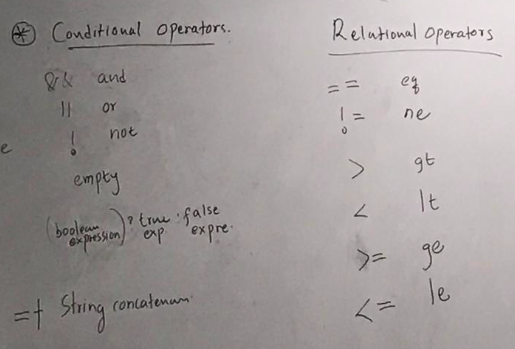 * Conditional Operators.
&& and
|| or
! not
e
empty
(boolean expression) ? true exp : false expre.
=+ String
Relational Operators
== eq
!= ne
> gt
< lt
>= ge
<= le